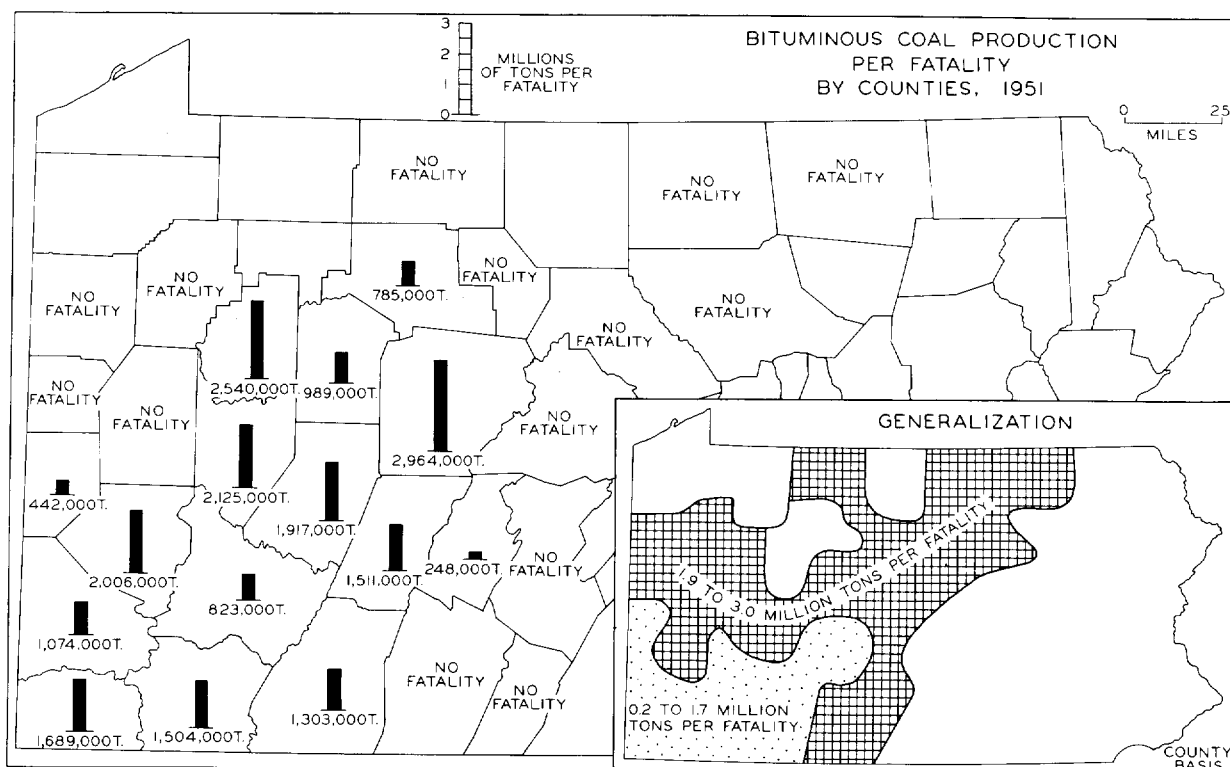 BITUMINOUS COAL PRODUCTION
PER FATALITY
BY COUNTIES, 1951
3
2
1
0
MILLIONS
OF TONS PER
FATALITY
0 25
MILES
NO
FATALITY
NO
FATALITY
NO
FATALITY
NO
FATALITY
NO
FATALITY
NO
FATALITY
785,000T.
NO
FATALITY
NO
FATALITY
2,540,000T.
989,000T.
NO
FATALITY
NO
FATALITY
NO
FATALITY
2,964,000T.
442,000T.
2,125,000T.
1,917,000T.
2,006,000T.
1,511,000T.
248,000T.
NO
FATALITY
823,000T.
1,074,000T.
1,689,000T.
1,504,000T.
1,303,000T.
NO
FATALITY
NO
FATALITY
GENERALIZATION
1.9 TO 3.0 MILLION TONS PER FATALITY
0.2 TO 1.7 MILLION
TONS PER FATALITY
COUNTY
BASIS